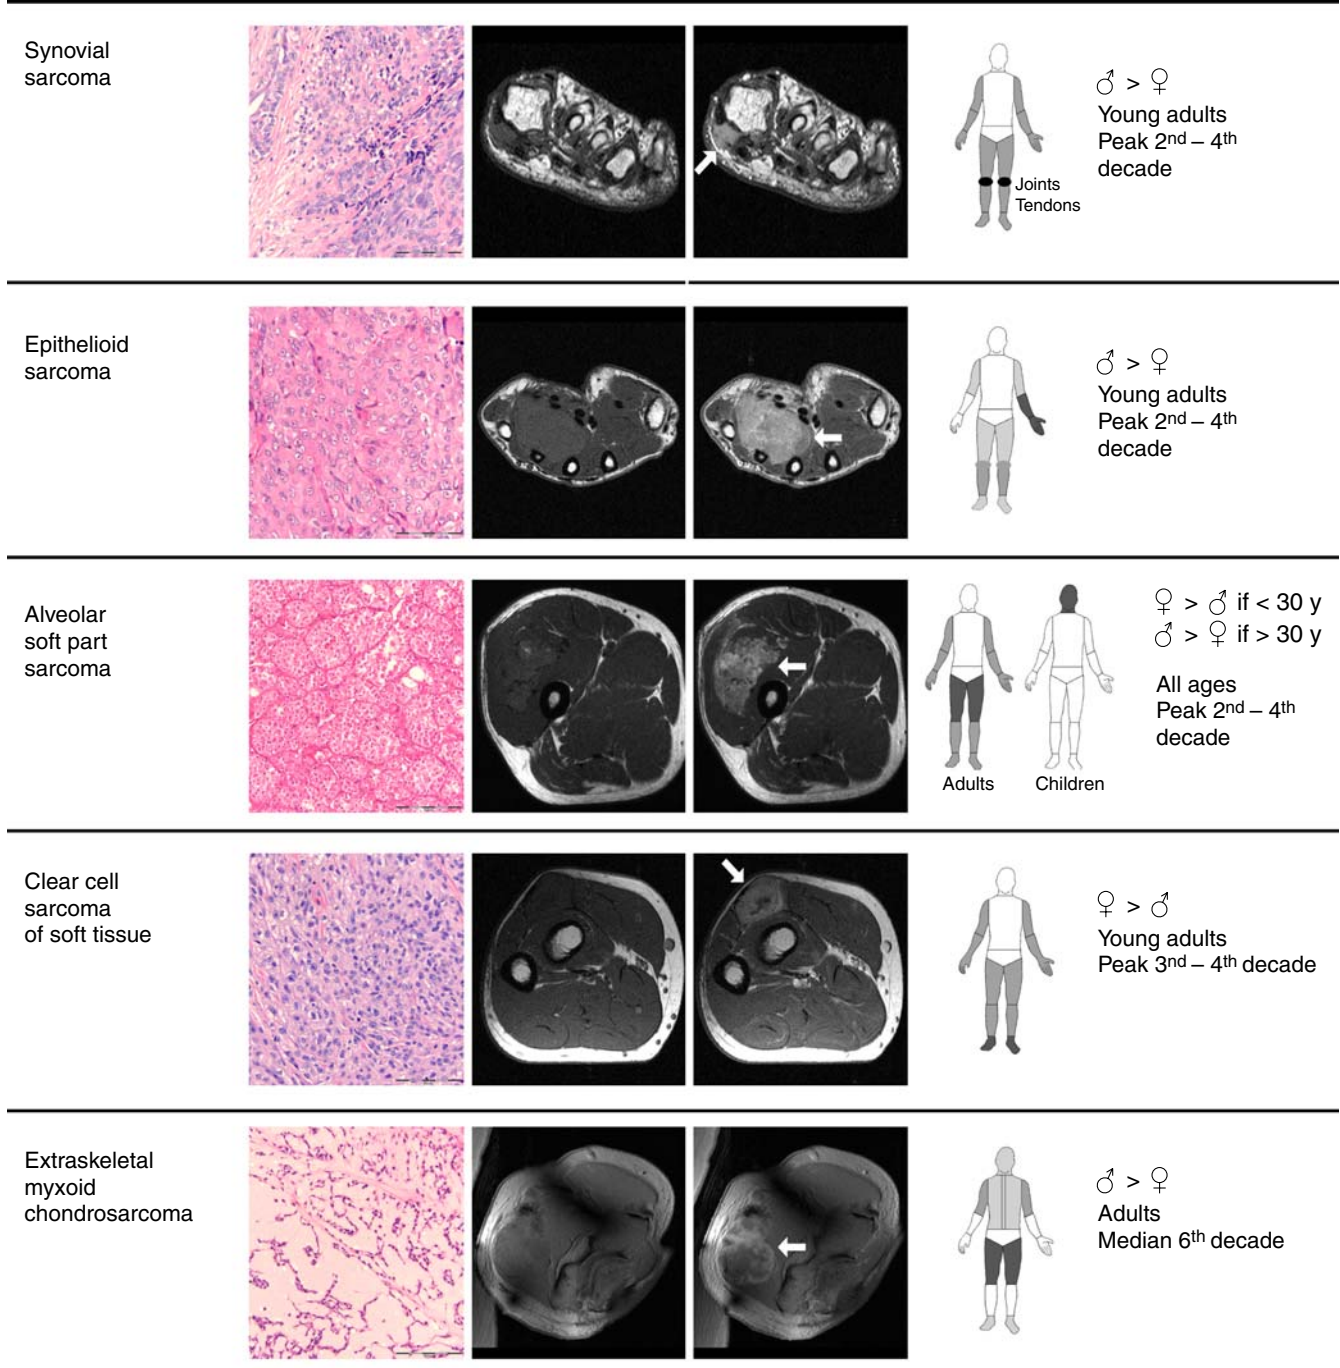 Synovial
sarcoma
♂ > ♀
Young adults
Peak 2nd – 4th
decade
Joints
Tendons
Epithelioid
sarcoma
♂ > ♀
Young adults
Peak 2nd – 4th
decade
Alveolar
soft part
sarcoma
♀ > ♂ if < 30 y
♂ > ♀ if > 30 y
All ages
Peak 2nd – 4th
decade
Adults
Children
Clear cell
sarcoma
of soft tissue
♀ > ♂
Young adults
Peak 3nd – 4th decade
Extraskeletal
myxoid
chondrosarcoma
♂ > ♀
Adults
Median 6th decade